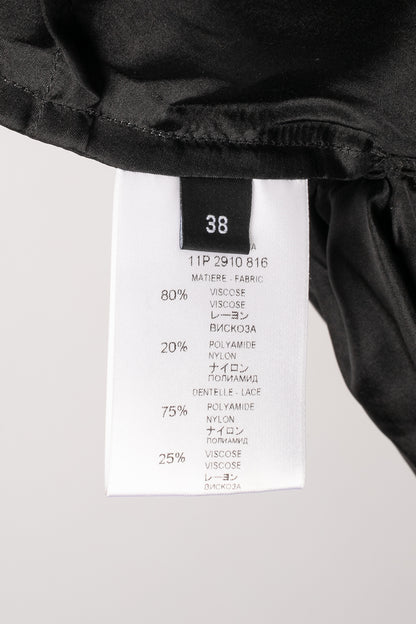 38
A
11P 2910 816
MATIERE - FABRIC
80% VISCOSE
VISCOSE
レーヨン
ВИСКОЗА
20% POLYAMIDE
NYLON
ナイロン
ПОЛИАМИД
DENTELLE - LACE
75% POLYAMIDE
NYLON
ナイロン
ПОЛИАМИД
25% VISCOSE
VISCOSE
レーヨン
ВИСКОЗА